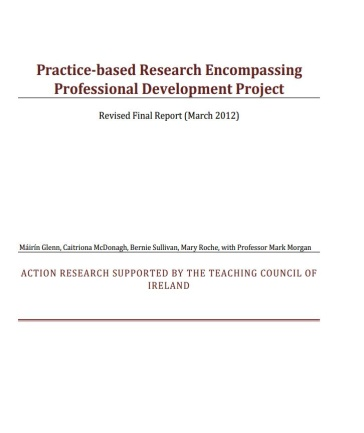 Practice-based Research Encompassing
Professional Development Project
Revised Final Report (March 2012)
Máirín Glenn, Caitriona McDonagh, Bernie Sullivan, Mary Roche, with Professor Mark Morgan
ACTION RESEARCH SUPPORTED BY THE TEACHING COUNCIL OF
IRELAND